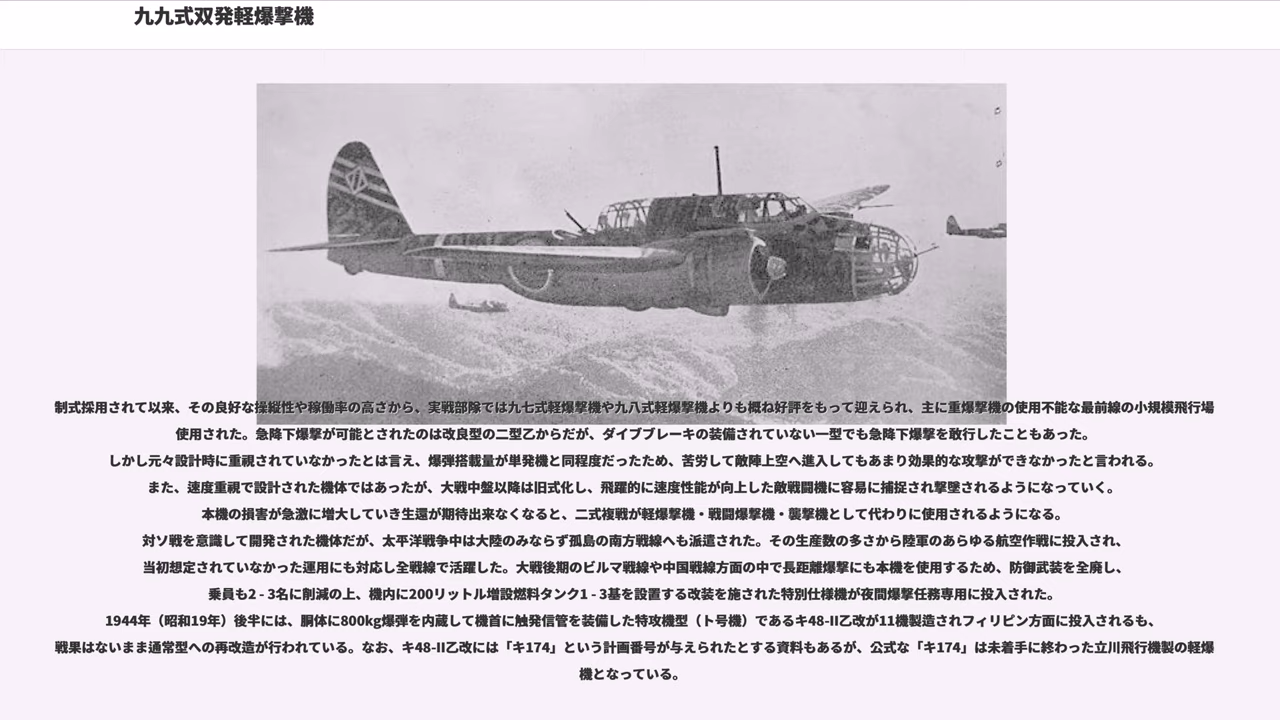 九九式双発軽爆撃機
制式採用されて以来、その良好な操縦性や稼働率の高さから、実戦部隊では九七式軽爆撃機や九八式軽爆撃機よりも概ね好評をもって迎えられ、主に重爆撃機の使用不能な最前線の小規模飛行場
使用された。急降下爆撃が可能とされたのは改良型の二型乙からだが、ダイブブレーキの装備されていない一型でも急降下爆撃を敢行したこともあった。
しかし元々設計時に重視されていなかったとは言え、爆弾搭載量が単発機と同程度だったため、苦労して敵陣上空へ進入してもあまり効果的な攻撃ができなかったと言われる。
また、速度重視で設計された機体ではあったが、大戦中盤以降は旧式化し、飛躍的に速度性能が向上した敵戦闘機に容易に捕捉され撃墜されるようになっていく。
本機の損害が急激に増大していき生還が期待出来なくなると、二式複戦が軽爆撃機・戦闘爆撃機・襲撃機として代わりに使用されるようになる。
対ソ戦を意識して開発された機体だが、太平洋戦争中は大陸のみならず孤島の南方戦線へも派遣された。その生産数の多さから陸軍のあらゆる航空作戦に投入され、
当初想定されていなかった運用にも対応し全戦線で活躍した。大戦後期のビルマ戦線や中国戦線方面の中で長距離爆撃にも本機を使用するため、防御武装を全廃し、
乗員も2 - 3名に削減の上、機内に200リットル増設燃料タンク1 - 3基を設置する改装を施された特別仕様機が夜間爆撃任務専用に投入された。
1944年（昭和19年）後半には、胴体に800kg爆弾を内蔵して機首に触発信管を装備した特攻機型（ト号機）であるキ48-II乙改が11機製造されフィリピン方面に投入されるも、
戦果はないまま通常型への再改造が行われている。なお、キ48-II乙改には「キ174」という計画番号が与えられたとする資料もあるが、公式な「キ174」は未着手に終わった立川飛行機製の軽爆
機となっている。